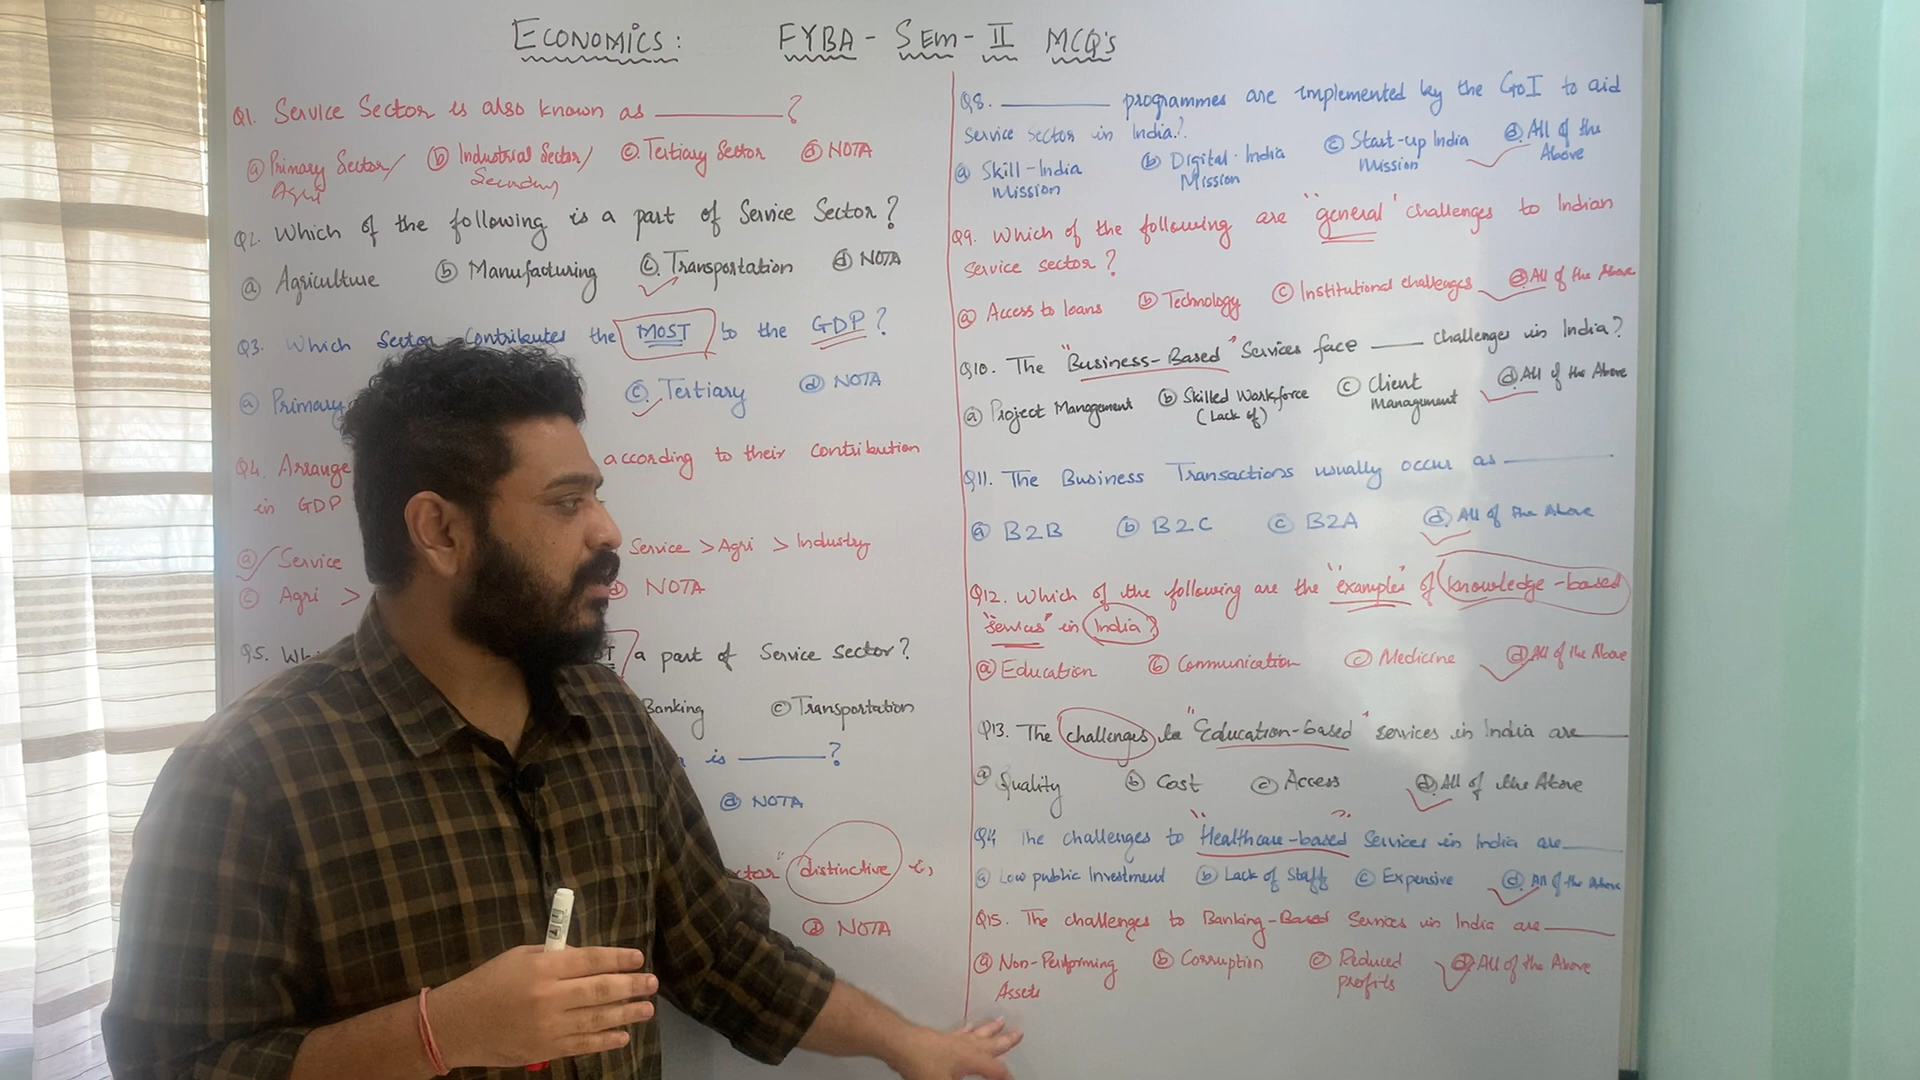 ECONOMICS: FYBA - SEM - II MCQ's
Q1. Service Sector is also known as ________?
ⓐ Primary Sector/ ⓑ Industrial Sector/ ⓒ Tertiary Sector ⓓ NOTA
Agri
Q2. Which of the following is a part of Service Sector?
ⓐ Agriculture ⓑ Manufacturing ⓒ Transportation ⓓ NOTA
Q3. Which Sector Contributes the MOST to the GDP?
ⓐ Primary ⓒ Tertiary ⓓ NOTA
Q4. Arrange according to their Contribution
in GDP
ⓐ Service Service > Agri > Industry
ⓒ Agri > ⓓ NOTA
Q5. a part of Service sector?
Banking ⓒ Transportation
is ________?
ⓓ NOTA
distinctive
ⓓ NOTA
Q8. ________ programmes are implemented by the GoI to aid
Service Sector in India?
ⓐ Skill-India ⓑ Digital-India ⓒ Start-up India ⓓ All of the
Mission Mission Mission Above
Q9. Which of the following are "general" challenges to Indian
Service sector?
ⓐ Access to loans ⓑ Technology ⓒ Institutional challenges ⓓ All of the Above
Q10. The "Business-Based" Services face ____ challenges in India?
ⓐ Project Management ⓑ Skilled Workforce ⓒ Client ⓓ All of the Above
(Lack of) Management
Q11. The Business Transactions usually occur as ________
ⓐ B2B ⓑ B2C ⓒ B2A ⓓ All of the Above
Q12. Which of the following are the "examples" of knowledge-based
"services" in India?
ⓐ Education ⓑ Communication ⓒ Medicine ⓓ All of the Above
Q13. The challenges to "Education-based" services in India are ____
ⓐ Quality ⓑ Cost ⓒ Access ⓓ All of the Above
Q4 The challenges to "Healthcare-based" Services in India are ____
ⓐ Low public Investment ⓑ Lack of Staff ⓒ Expensive ⓓ All of the Above
Q15. The challenges to Banking-Based Services in India are ____
ⓐ Non-Performing ⓑ Corruption ⓒ Reduced ⓓ All of the Above
Assets profits